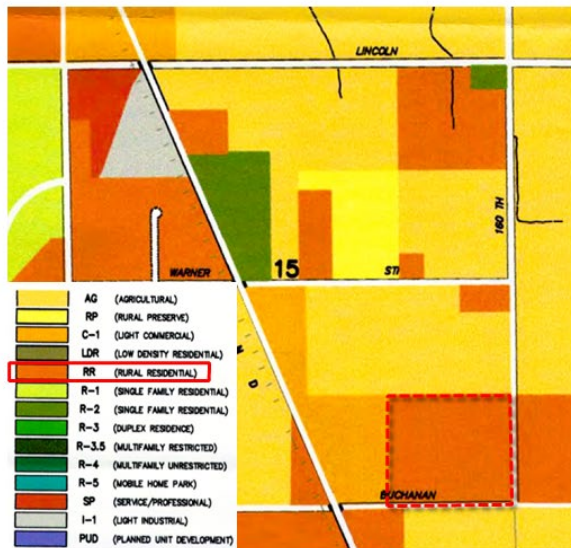 LINCOLN
160 TH
WARNER
15
STI
AG (AGRICULTURAL)
RP (RURAL PRESERVE)
C-1 (LIGHT COMMERCIAL)
LDR (LOW DENSITY RESIDENTIAL)
RR (RURAL RESIDENTIAL)
R-1 (SINGLE FAMILY RESIDENTIAL)
R-2 (SINGLE FAMILY RESIDENTIAL)
R-3 (DUPLEX RESIDENCE)
R-3.5 (MULTIFAMILY RESTRICTED)
R-4 (MULTIFAMILY UNRESTRICTED)
R-5 (MOBILE HOME PARK)
SP (SERVICE/PROFESSIONAL)
I-1 (LIGHT INDUSTRIAL)
PUD (PLANNED UNIT DEVELOPMENT)
D
BUCHANAN